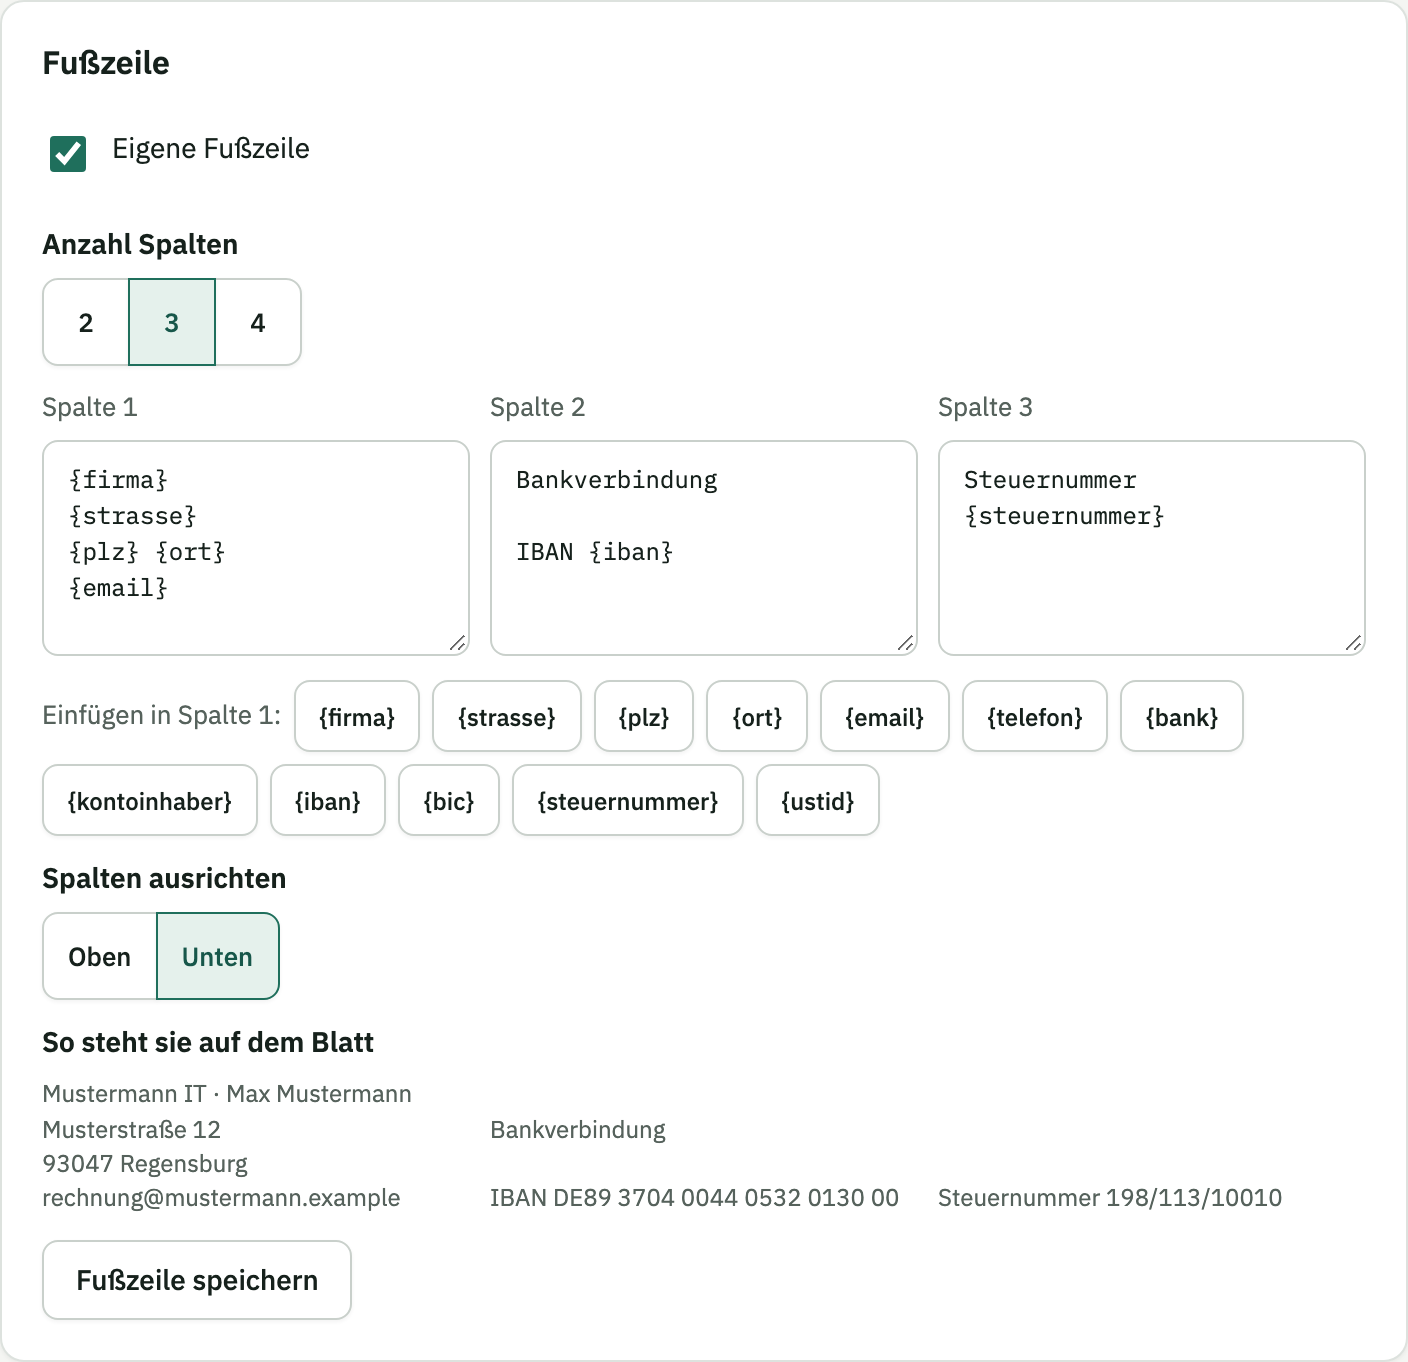 Fußzeile
Eigene Fußzeile
Anzahl Spalten
2 3 4
Spalte 1
{firma}
{strasse}
{plz} {ort}
{email}
Spalte 2
Bankverbindung
IBAN {iban}
Spalte 3
Steuernummer
{steuernummer}
Einfügen in Spalte 1: {firma} {strasse} {plz} {ort} {email} {telefon} {bank}
{kontoinhaber} {iban} {bic} {steuernummer} {ustid}
Spalten ausrichten
Oben Unten
So steht sie auf dem Blatt
Mustermann IT · Max Mustermann
Musterstraße 12
93047 Regensburg
rechnung@mustermann.example
Bankverbindung
IBAN DE89 3704 0044 0532 0130 00
Steuernummer 198/113/10010
Fußzeile speichern